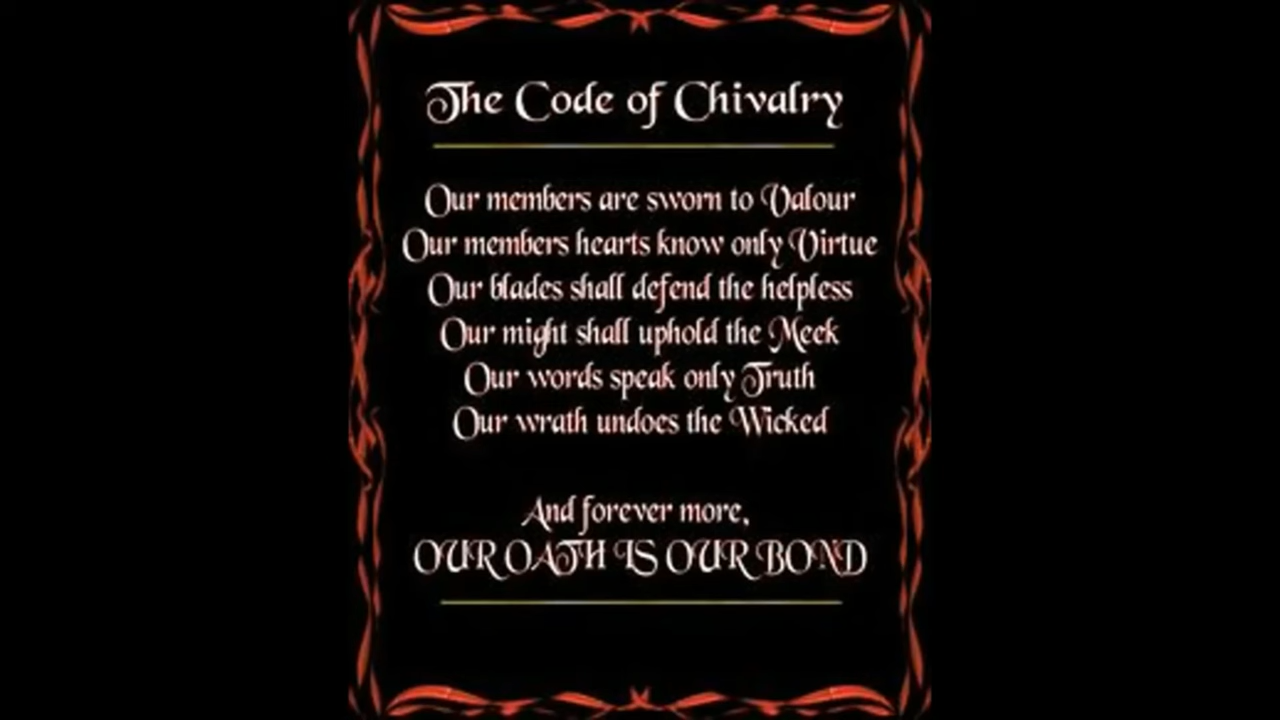 The Code of Chivalry
Our members are sworn to Valour
Our members hearts know only Virtue
Our blades shall defend the helpless
Our might shall uphold the Meek
Our words speak only Truth
Our wrath undoes the Wicked
And forever more,
OUR OATH IS OUR BOND